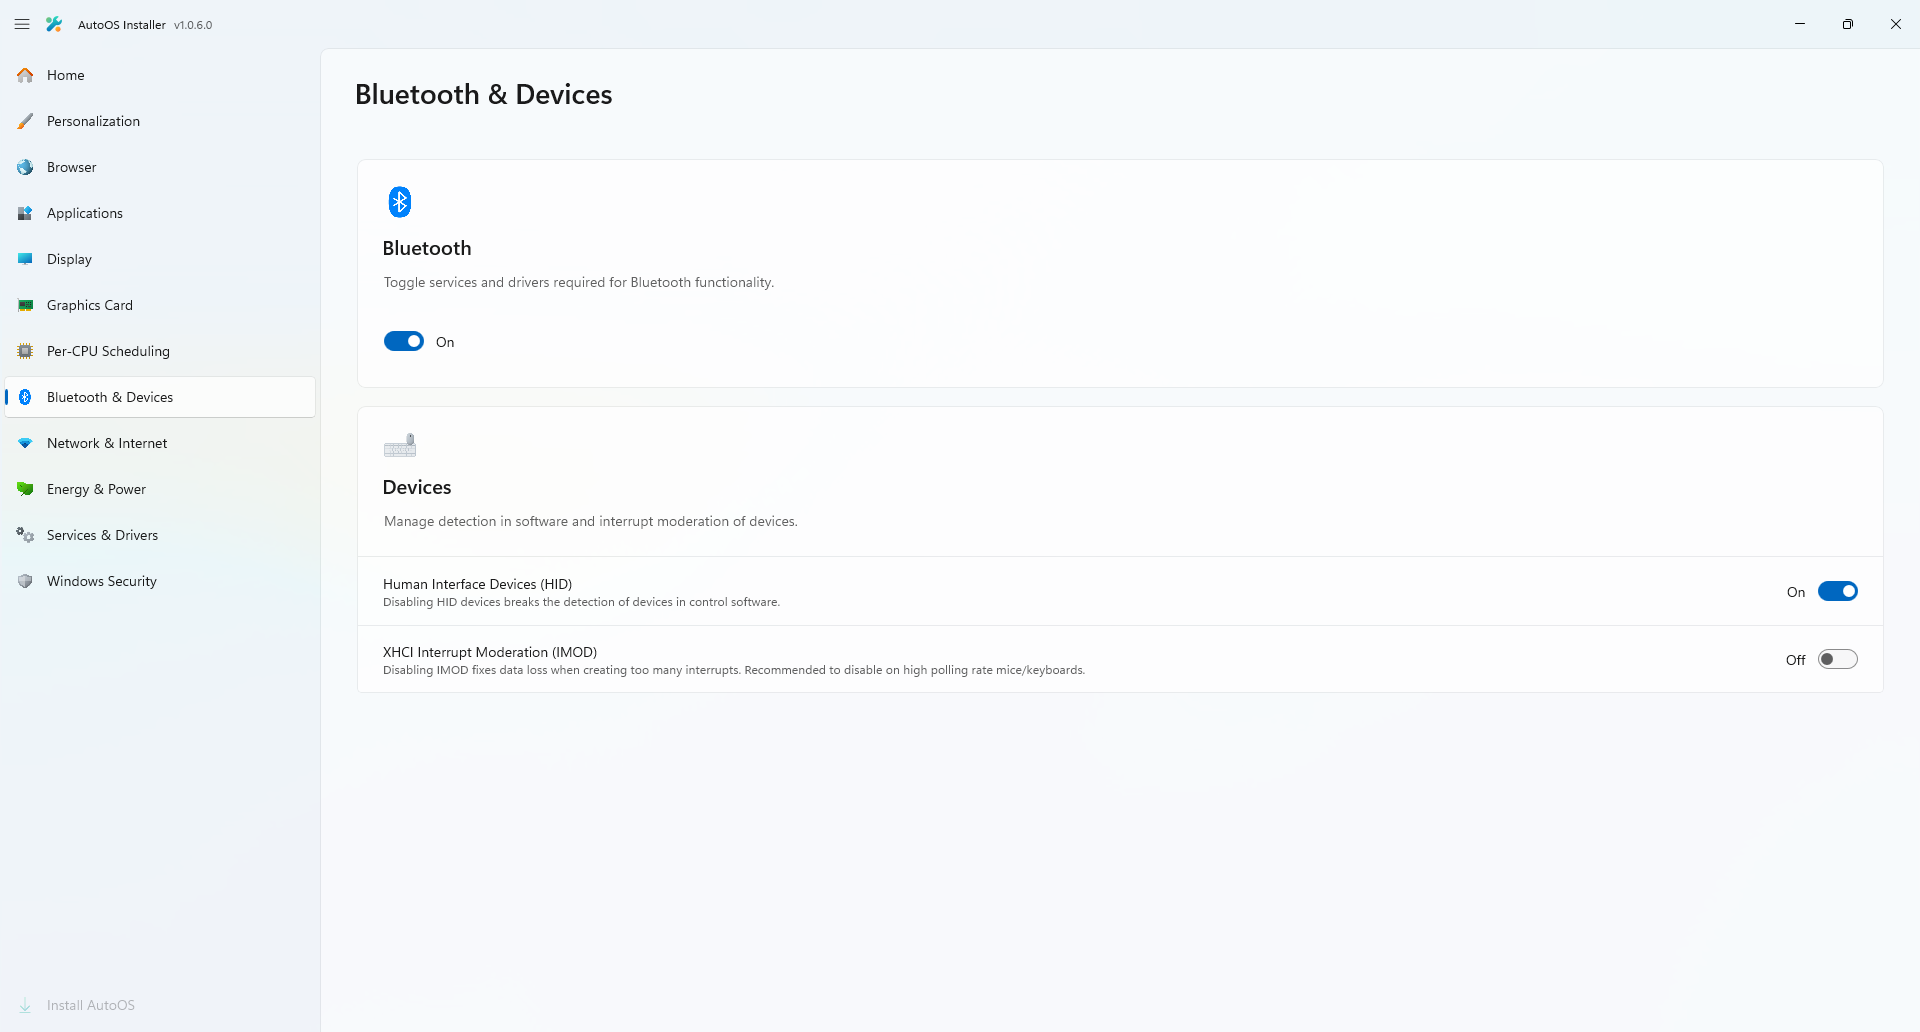 AutoOS Installer v1.0.6.0
Home
Personalization
Browser
Applications
Display
Graphics Card
Per-CPU Scheduling
Bluetooth & Devices
Network & Internet
Energy & Power
Services & Drivers
Windows Security
Install AutoOS
Bluetooth & Devices
Bluetooth
Toggle services and drivers required for Bluetooth functionality.
On
Devices
Manage detection in software and interrupt moderation of devices.
Human Interface Devices (HID)
Disabling HID devices breaks the detection of devices in control software.
On
XHCI Interrupt Moderation (IMOD)
Disabling IMOD fixes data loss when creating too many interrupts. Recommended to disable on high polling rate mice/keyboards.
Off